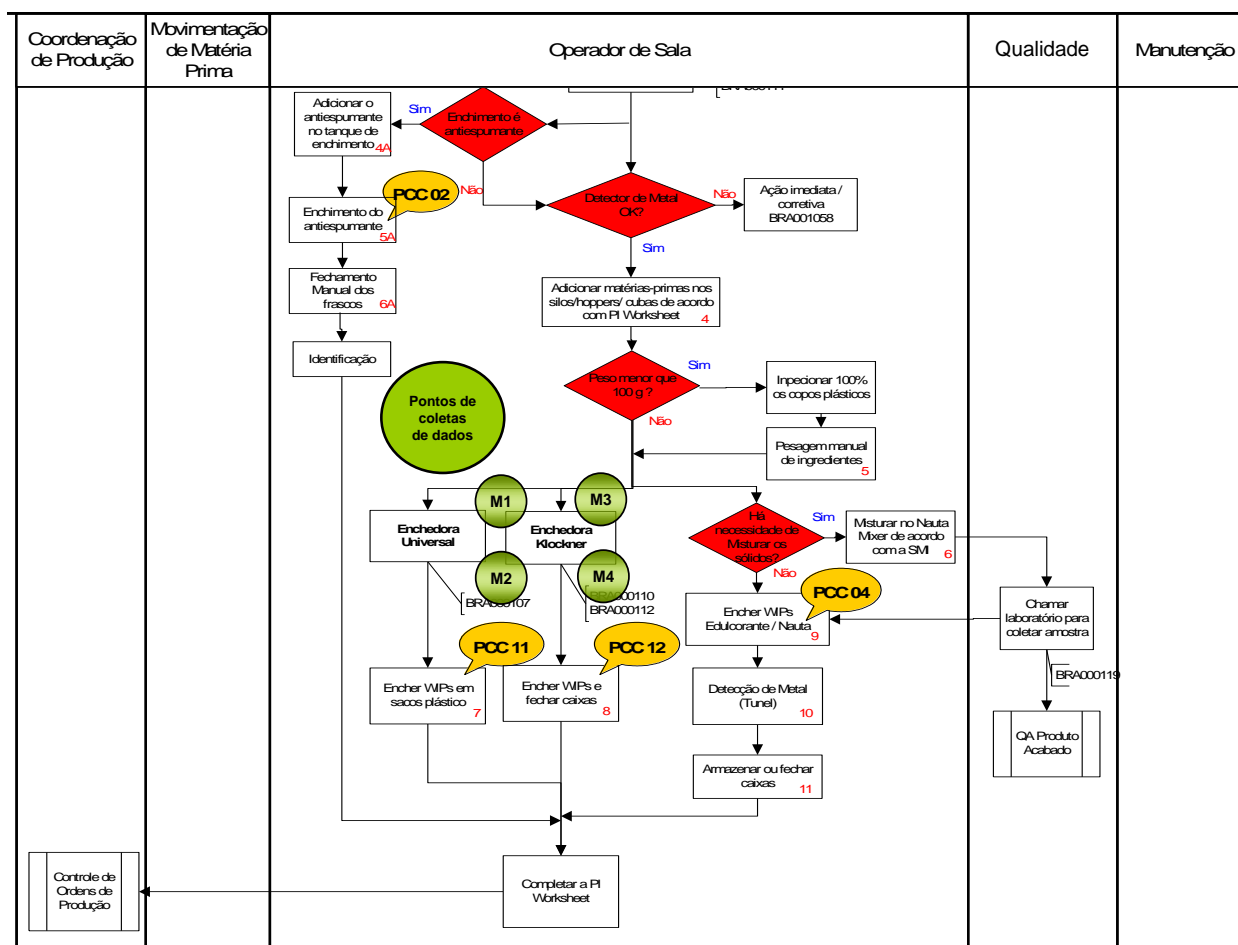 Coordenação
de Produção
Movimentação
de Matéria
Prima
Operador de Sala
Qualidade
Manutenção
Adicionar o
antiespumante
no tanque de
enchimento
4A
Sim
Enchimento é
antiespumante
Não
PCC 02
Enchimento do
antiespumante
5A
Detector de Metal
OK?
Não
Ação imediata /
corretiva
BRA001058
Sim
Fechamento
Manual dos
frascos
6A
Adicionar matérias-primas nos
silos/hoppers/ cubas de acordo
com PI Worksheet
4
Identificação
Peso menor que
100 g ?
Sim
Inpecionar 100%
os copos plásticos
Não
Pontos de
coletas
de dados
Pesagem manual
de ingredientes
5
M1
M3
Enchedora
Universal
Enchedora
Klockner
Há
necessidade de
Misturar os
sólidos?
Sim
Misturar no Nauta
Mixer de acordo
com a SMI
6
Não
M2
M4
BRA000107
BRA000110
BRA000112
PCC 04
Encher WIPs
Edulcorante / Nauta
9
Chamar
laboratório para
coletar amostra
BRA000119
PCC 11
PCC 12
Encher WIPs em
sacos plástico
7
Encher WIPs e
fechar caixas
8
Detecção de Metal
(Tunel)
10
QA Produto
Acabado
Armazenar ou fechar
caixas
11
Controle de
Ordens de
Produção
Completar a PI
Worksheet